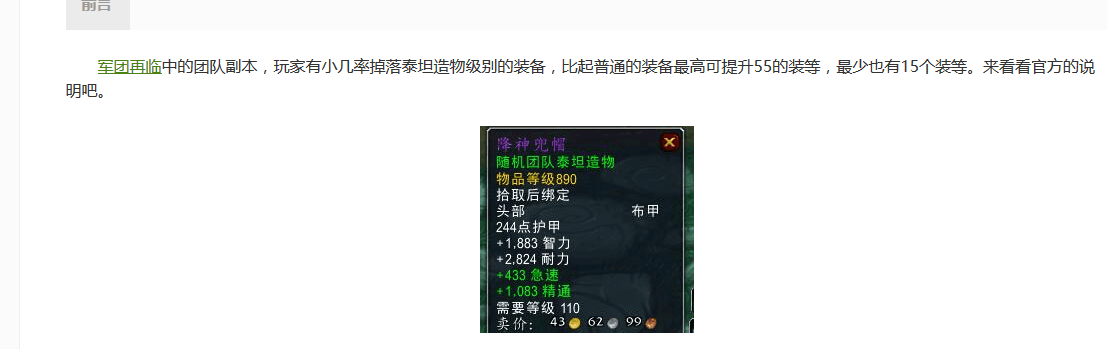 前言
军团再临中的团队副本，玩家有小几率掉落泰坦造物级别的装备，比起普通的装备最高可提升55的装等，最少也有15个装等。来看看官方的说
明吧。
降神兜帽
随机团队泰坦造物
物品等级890
拾取后绑定
头部 布甲
244点护甲
+1,883 智力
+2,824 耐力
+433 急速
+1,083 精通
需要等级 110
卖价： 43 62 99